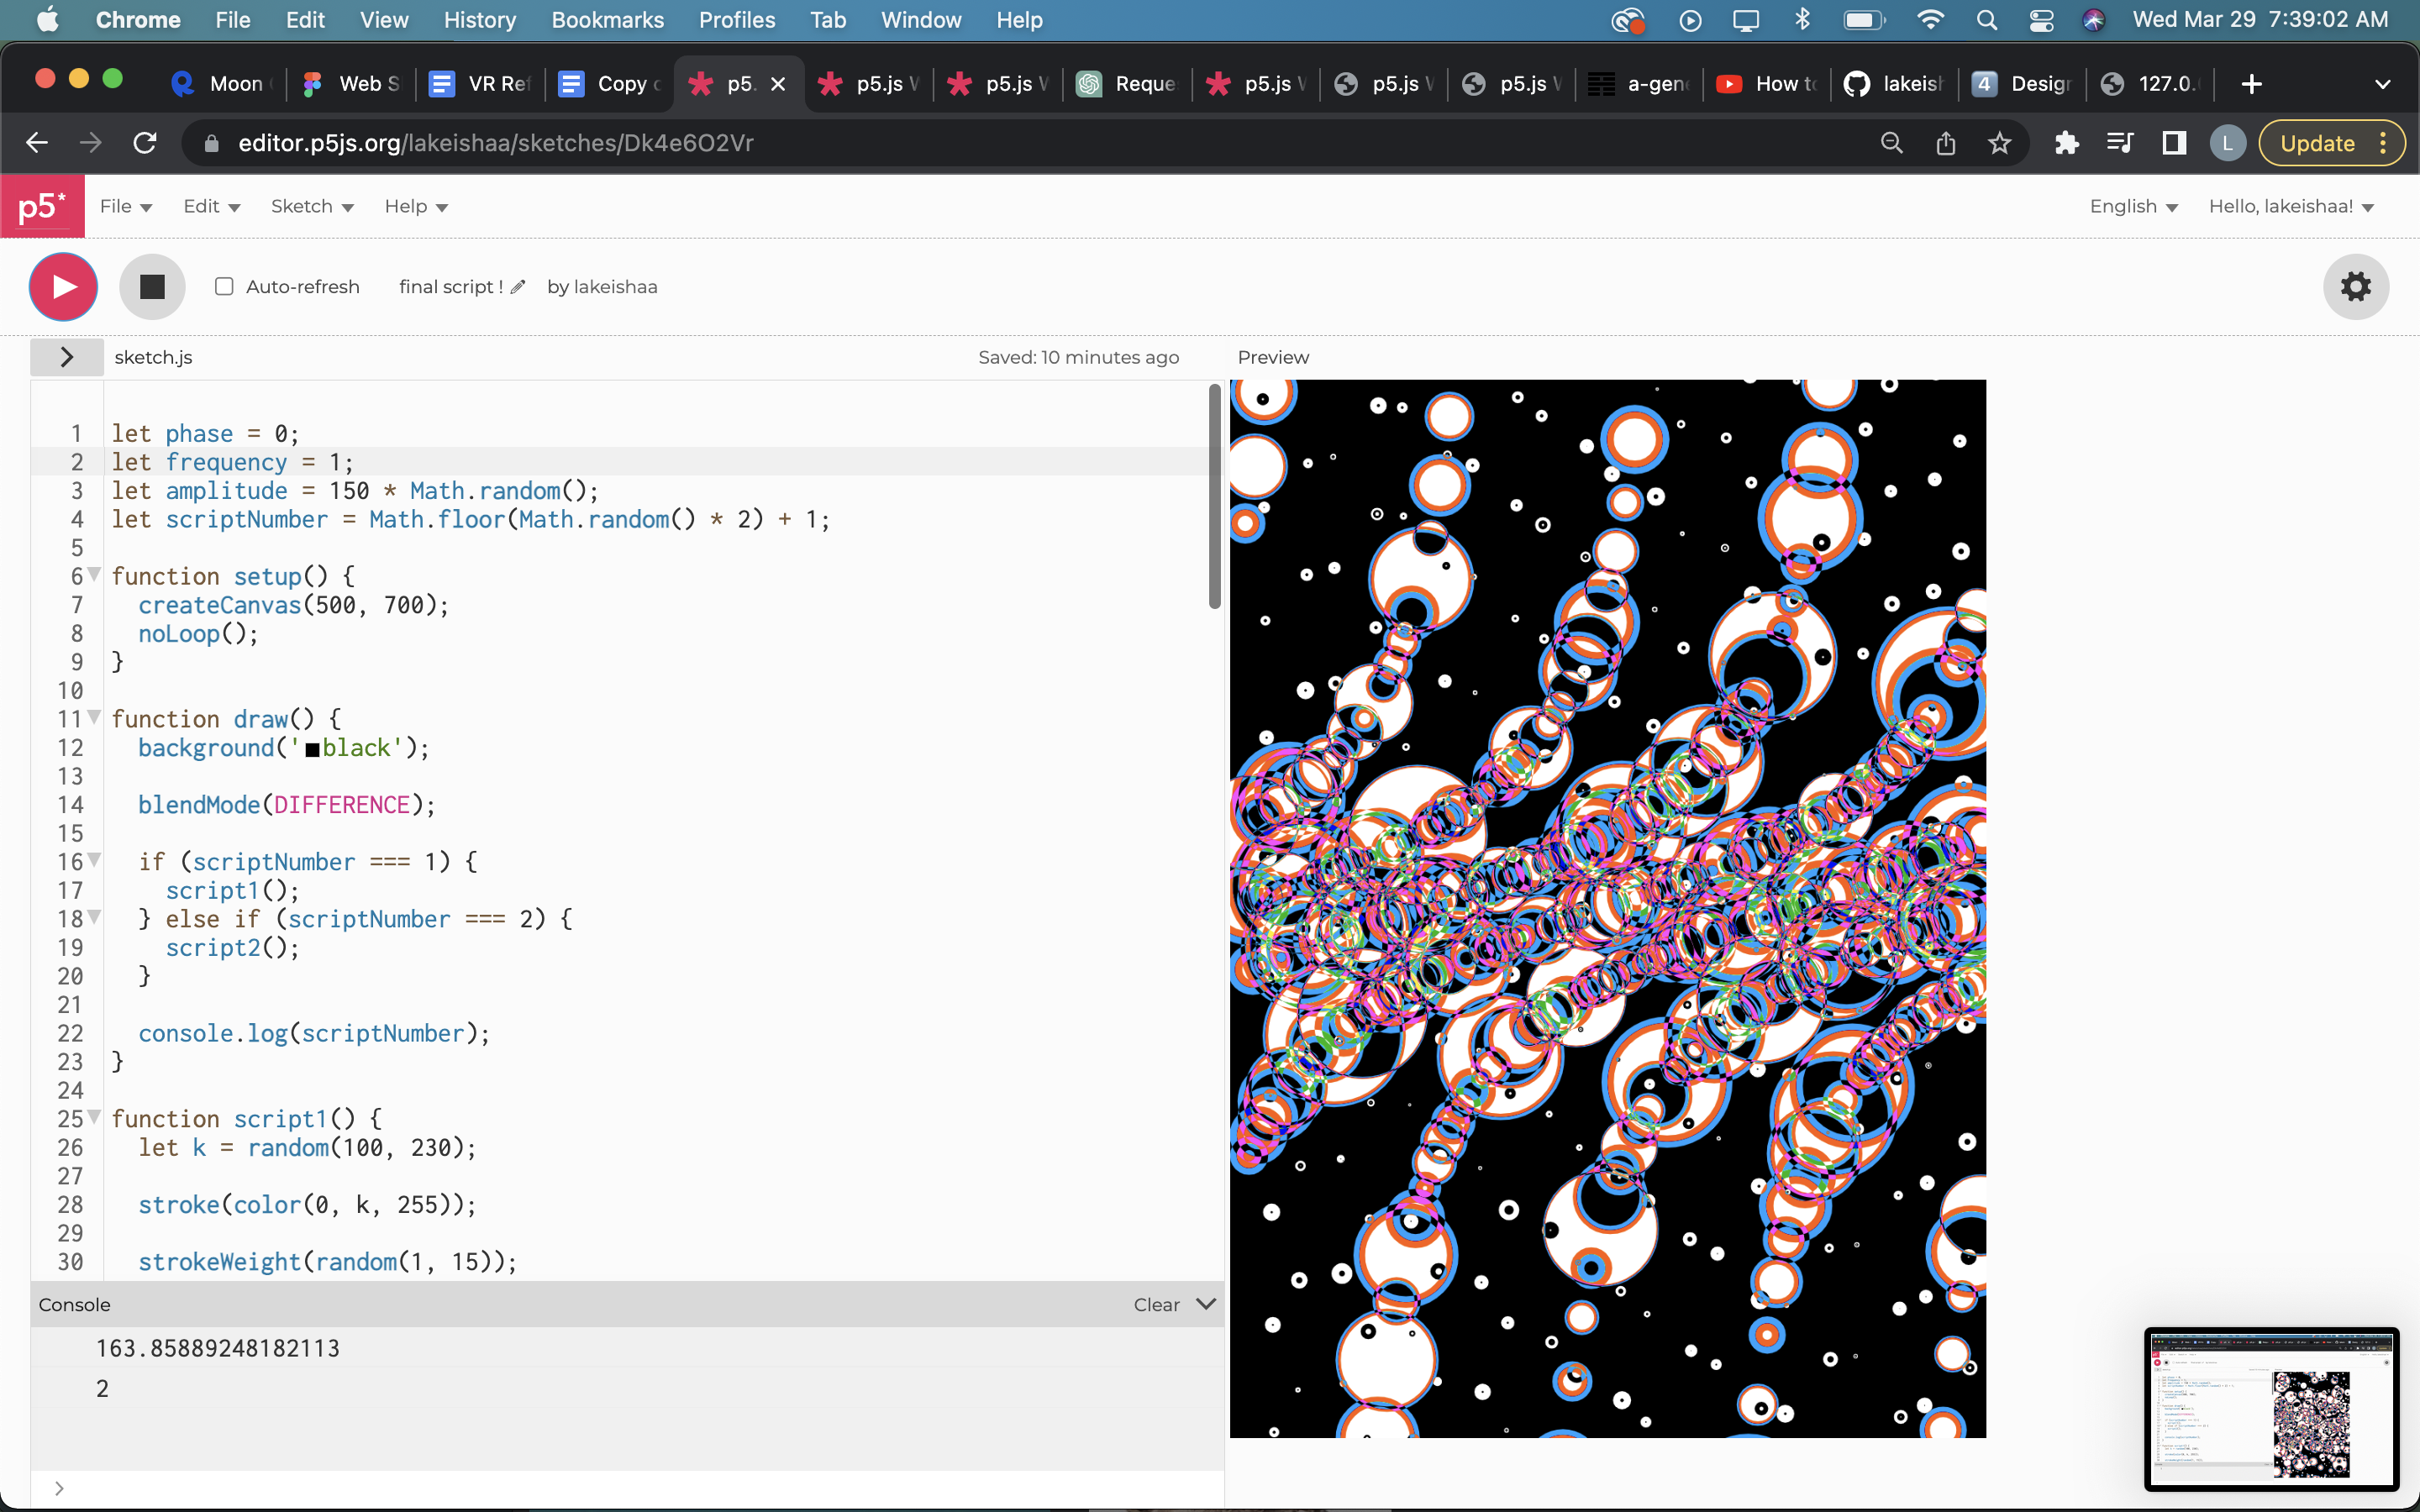 Chrome File Edit View History Bookmarks Profiles Tab Window Help Wed Mar 29 7:39:02 AM
Moon Web S VR Ref Copy p5. p5.js p5.js Reque p5.js p5.js p5.js a-gen How to lakeish 4 Design 127.0.
editor.p5js.org/lakeishaa/sketches/Dk4e6O2Vr L Update
p5* File Edit Sketch Help English Hello, lakeishaa!
Auto-refresh final script ! by lakeishaa
sketch.js Saved: 10 minutes ago Preview
1 let phase = 0;
2 let frequency = 1;
3 let amplitude = 150 * Math.random();
4 let scriptNumber = Math.floor(Math.random() * 2) + 1;
5
6 function setup() {
7 createCanvas(500, 700);
8 noLoop();
9 }
10
11 function draw() {
12 background('black');
13
14 blendMode(DIFFERENCE);
15
16 if (scriptNumber === 1) {
17 script1();
18 } else if (scriptNumber === 2) {
19 script2();
20 }
21
22 console.log(scriptNumber);
23 }
24
25 function script1() {
26 let k = random(100, 230);
27
28 stroke(color(0, k, 255));
29
30 strokeWeight(random(1, 15));
Console Clear
163.85889248182113
2